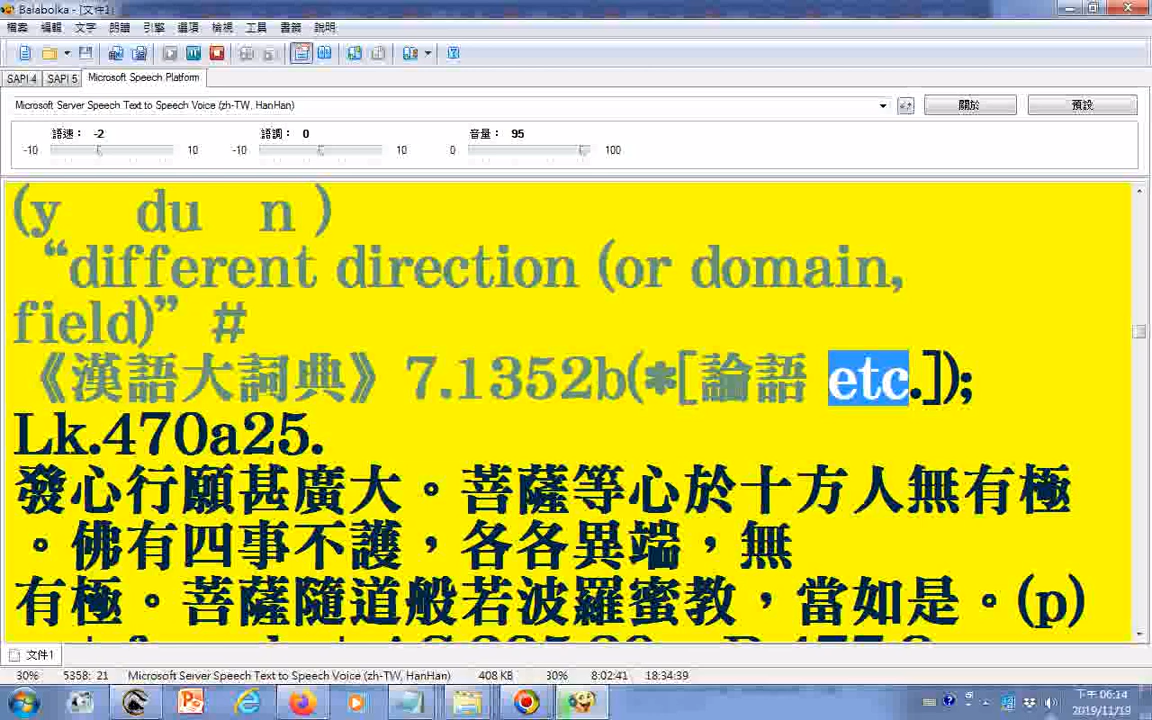 Balabolka - [文件1]
檔案 編輯 文字 朗讀 引擎 選項 檢視 工具 書籤 說明
SAPI 4 SAPI 5 Microsoft Speech Platform
Microsoft Server Speech Text to Speech Voice (zh-TW, HanHan) 關於 預設
語速： -2 語調： 0 音量： 95
-10 10 -10 10 0 100
(y du n )
“different direction (or domain,
field)” #
《漢語大詞典》 7.1352b(*[論語 etc.]);
Lk.470a25.
發心行願甚廣大。菩薩等心於十方人無有極
。佛有四事不護，各各異端，無
有極。菩薩隨道般若波羅蜜教，當如是。(p)
文件1
30% 5358: 21 Microsoft Server Speech Text to Speech Voice (zh-TW, HanHan) 408 KB 30% 8:02:41 18:34:39
下午 06:14
2019/11/19